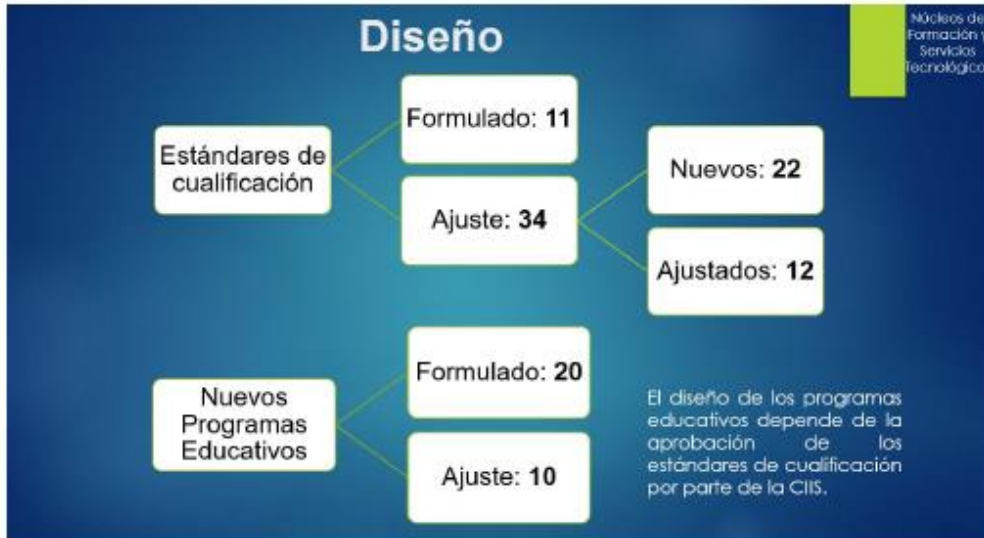 Diseño
Núcleos de
Formación y
Servicios
Tecnológico
Estándares de
cualificación
Formulado: 11
Ajuste: 34
Nuevos: 22
Ajustados: 12
Nuevos
Programas
Educativos
Formulado: 20
Ajuste: 10
El diseño de los programas
educativos depende de la
aprobación de los
estándares de cualificación
por parte de la CIIS.